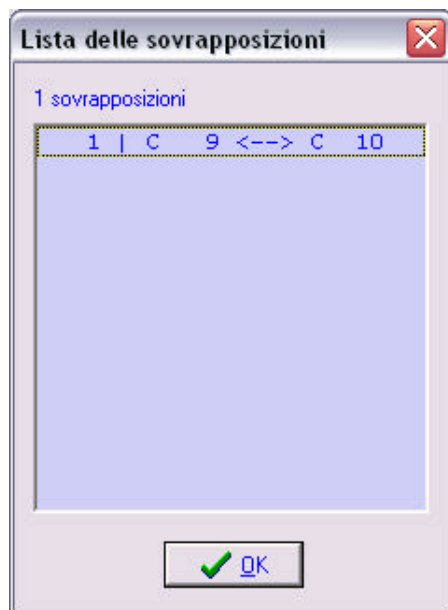 Lista delle sovrapposizioni
1 sovrapposizioni
1 | C 9 <--> C 10
OK